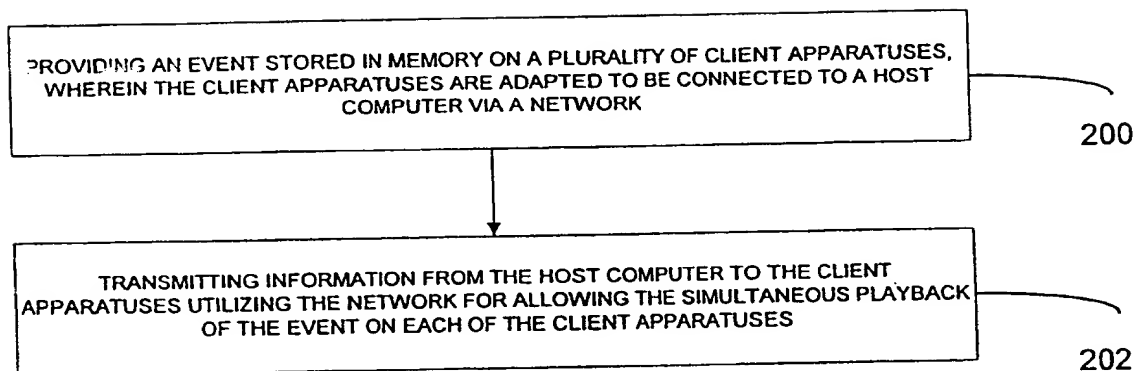 PROVIDING AN EVENT STORED IN MEMORY ON A PLURALITY OF CLIENT APPARATUSES,
WHEREIN THE CLIENT APPARATUSES ARE ADAPTED TO BE CONNECTED TO A HOST
COMPUTER VIA A NETWORK
200
TRANSMITTING INFORMATION FROM THE HOST COMPUTER TO THE CLIENT
APPARATUSES UTILIZING THE NETWORK FOR ALLOWING THE SIMULTANEOUS PLAYBACK
OF THE EVENT ON EACH OF THE CLIENT APPARATUSES
202